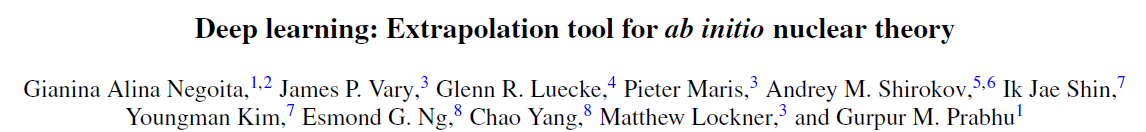 Deep learning: Extrapolation tool for ab initio nuclear theory
Gianina Alina Negoita,1,2 James P. Vary,3 Glenn R. Luecke,4 Pieter Maris,3 Andrey M. Shirokov,5,6 Ik Jae Shin,7
Youngman Kim,7 Esmond G. Ng,8 Chao Yang,8 Matthew Lockner,3 and Gurpur M. Prabhu1